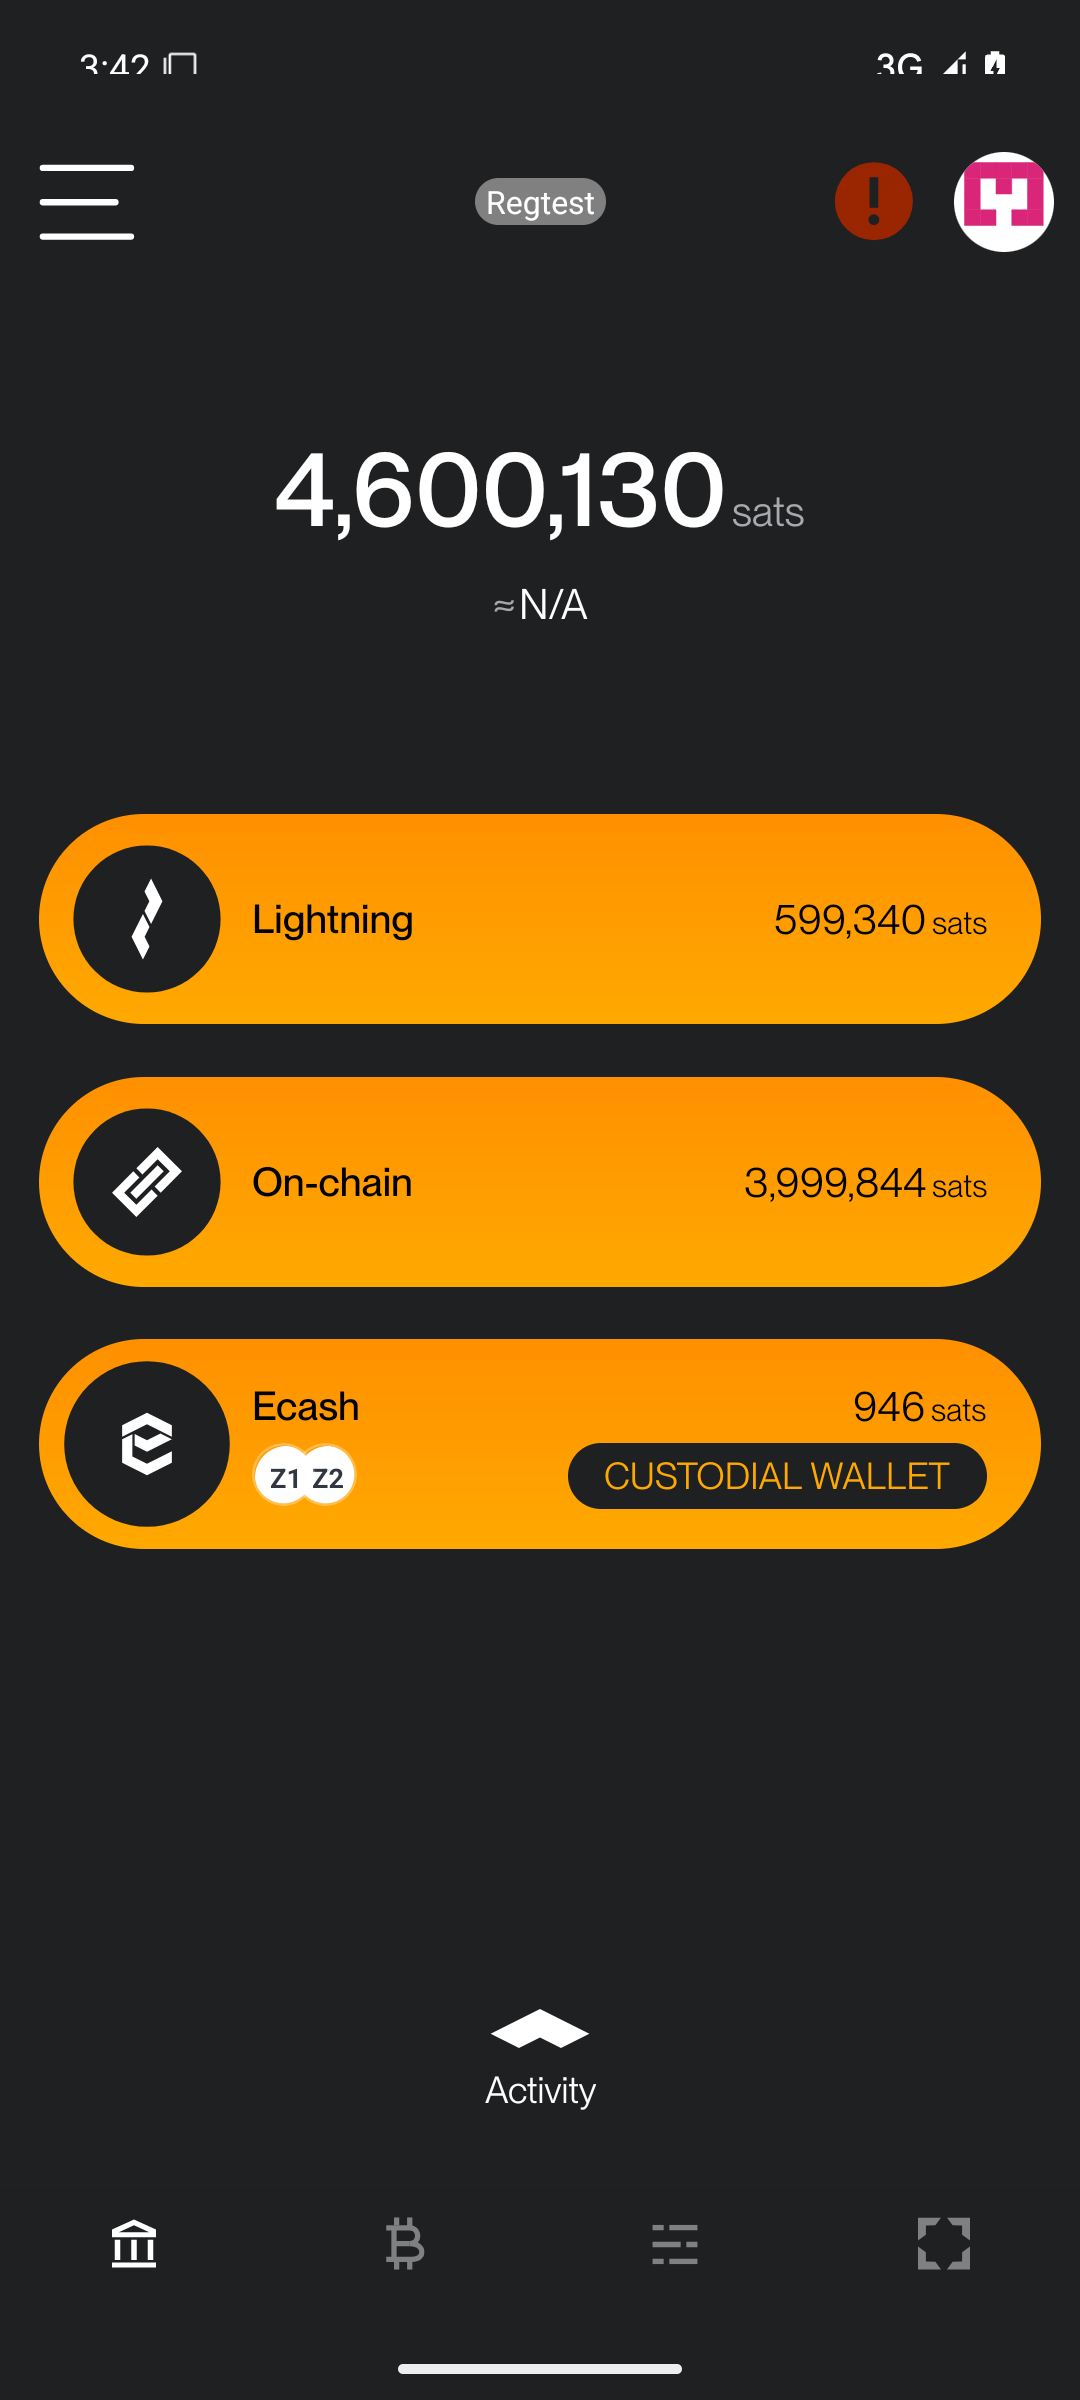 3:42 3G
Regtest
4,600,130 sats
≈N/A
Lightning 599,340 sats
On-chain 3,999,844 sats
Ecash 946 sats
Z1 Z2 CUSTODIAL WALLET
Activity